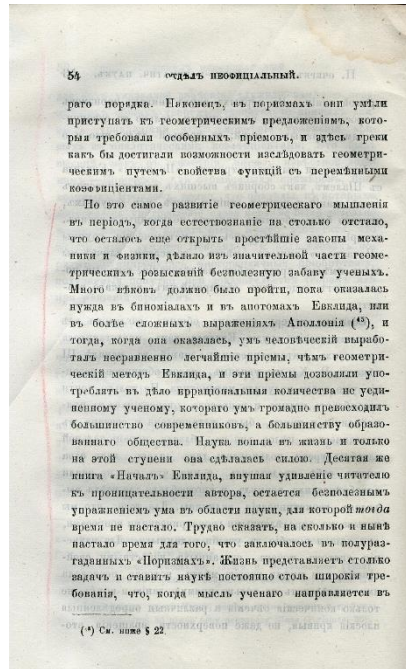 54 ОТДѢЛЪ НЕОФИЦІАЛЬНЫЙ.
раго порядка. Наконецъ, въ поризмахъ они умѣли
приступать къ геометрическимъ предложеніямъ, кото-
рыя требовали особенныхъ пріемовъ, и здѣсь греки
какъ бы достигали возможности изслѣдовать геометри-
ческимъ путемъ свойства функцій съ перемѣнными
коэффиціентами.
Но это самое развитіе геометрическаго мышленія
въ періодъ, когда естествознаніе на столько отстало,
что осталось еще открыть простѣйшіе законы меха-
ники и физики, дѣлало изъ значительной части геоме-
трическихъ розысканій безполезную забаву ученыхъ.
Много вѣковъ должно было пройти, пока оказалась
нужда въ биноміалахъ и въ апотомахъ Евклида, или
въ болѣе сложныхъ выраженіяхъ Аполлонія (*³), и
тогда, когда она оказалась, умъ человѣческій вырабо-
талъ несравненно легчайшіе пріемы, чѣмъ геометри-
ческій методъ Евклида, и эти пріемы дозволяли упо-
треблять въ дѣло ирраціональныя количества не уеди-
ненному ученому, котораго умъ громадно превосходилъ
большинство современниковъ, а большинству образо-
ваннаго общества. Наука вошла въ жизнь и только
на этой ступени она сдѣлалась силою. Десятая же
книга «Началъ» Евклида, внушая удивленіе читателю
къ проницательности автора, остается безполезнымъ
упражненіемъ ума въ области науки, для которой тогда
время не настало. Трудно сказать, на сколько и нынѣ
настало время для того, что заключалось въ полураз-
гаданныхъ «Поризмахъ». Жизнь представляетъ столько
задачъ и ставитъ наукѣ постоянно столь широкія тре-
бованія, что, когда мысль ученаго направляется въ
(*³) См. ниже § 22.